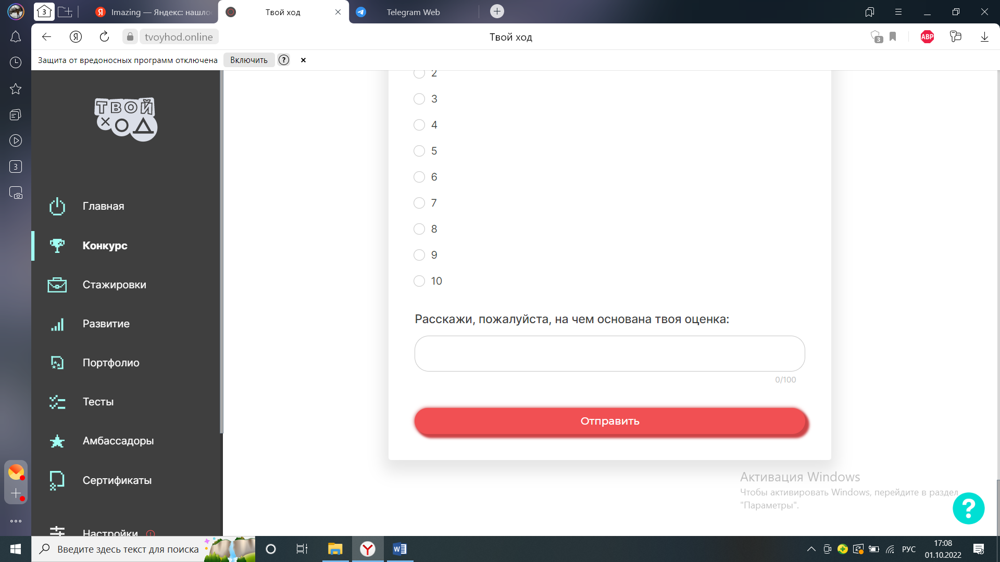 3
Imazing — Яндекс: нашло
Твой ход
Telegram Web
tvoyhod.online
Твой ход
3
ABP
Защита от вредоносных программ отключена
Включить
?
3
ТВОЙ
ХОД
Главная
Конкурс
Стажировки
Развитие
Портфолио
Тесты
Амбассадоры
Сертификаты
Настройки
2
3
4
5
6
7
8
9
10
Расскажи, пожалуйста, на чем основана твоя оценка:
0/100
Отправить
Активация Windows
Чтобы активировать Windows, перейдите в раздел
"Параметры".
?
Введите здесь текст для поиска
РУС
17:08
01.10.2022